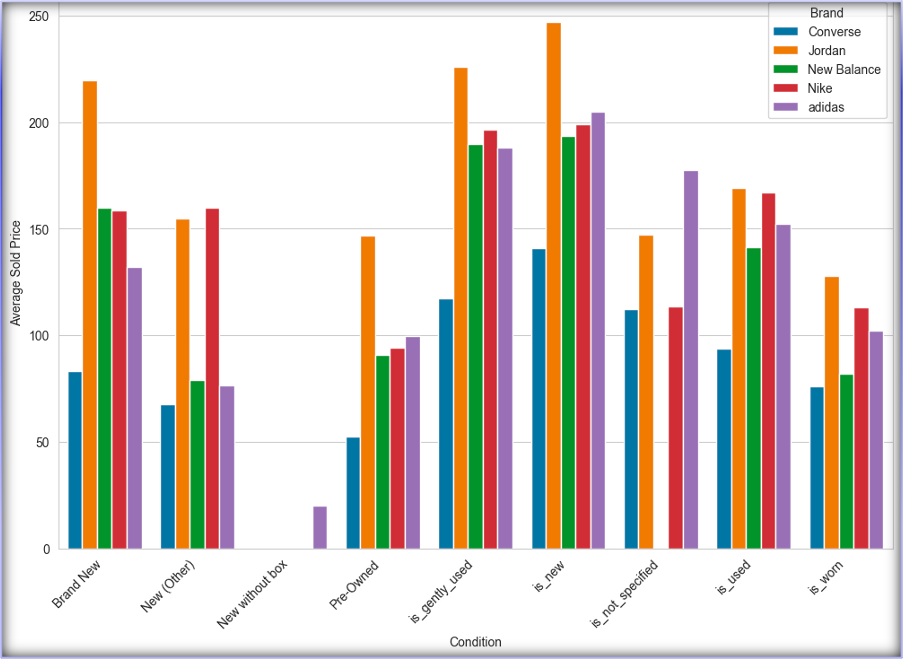 Brand
Converse
Jordan
New Balance
Nike
adidas
250
200
150
100
50
0
Average Sold Price
Brand New
New (Other)
New without box
Pre-Owned
is_gently_used
is_new
is_not_specified
is_used
is_worn
Condition